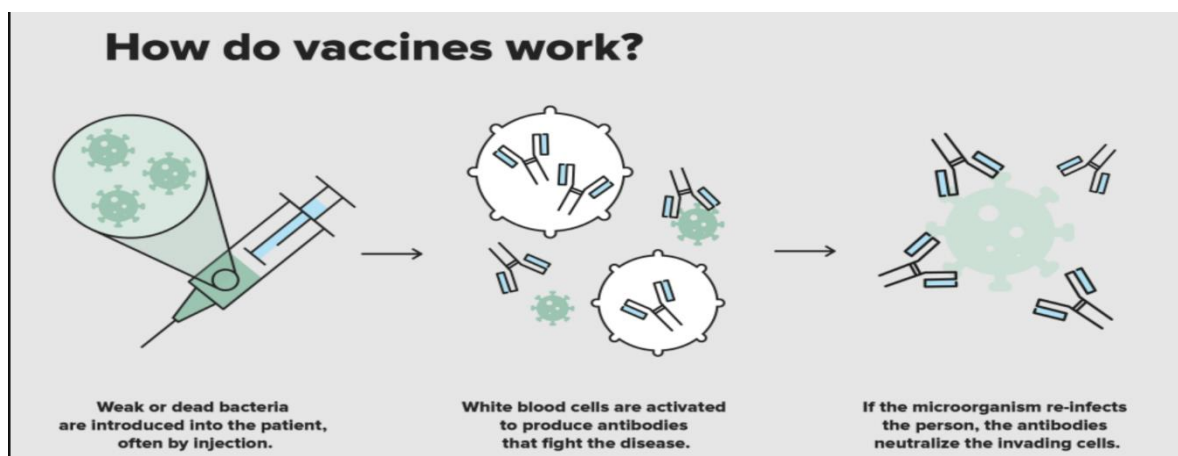 How do vaccines work?
Weak or dead bacteria
are introduced into the patient,
often by injection.
White blood cells are activated
to produce antibodies
that fight the disease.
If the microorganism re-infects
the person, the antibodies
neutralize the invading cells.